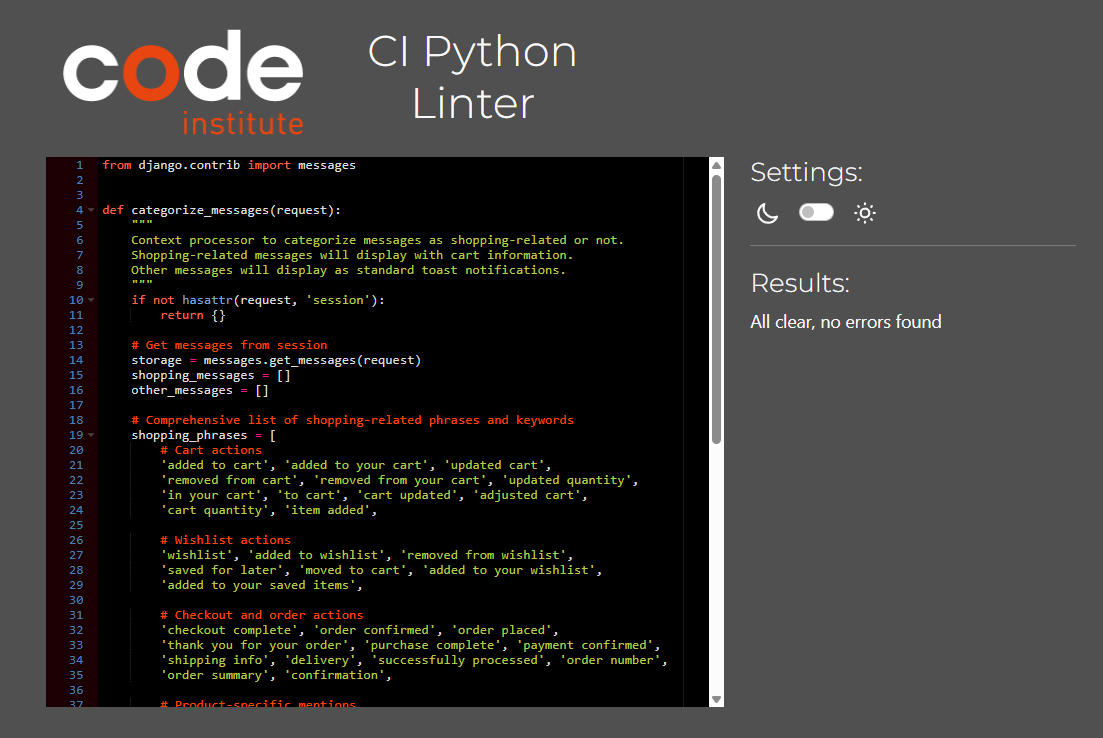 code
institute
CI Python
Linter
1 from django.contrib import messages
2
3
4 def categorize_messages(request):
5 """
6 Context processor to categorize messages as shopping-related or not.
7 Shopping-related messages will display with cart information.
8 Other messages will display as standard toast notifications.
9 """
10 if not hasattr(request, 'session'):
11 return {}
12
13 # Get messages from session
14 storage = messages.get_messages(request)
15 shopping_messages = []
16 other_messages = []
17
18 # Comprehensive list of shopping-related phrases and keywords
19 shopping_phrases = [
20 # Cart actions
21 'added to cart', 'added to your cart', 'updated cart',
22 'removed from cart', 'removed from your cart', 'updated quantity',
23 'in your cart', 'to cart', 'cart updated', 'adjusted cart',
24 'cart quantity', 'item added',
25
26 # Wishlist actions
27 'wishlist', 'added to wishlist', 'removed from wishlist',
28 'saved for later', 'moved to cart', 'added to your wishlist',
29 'added to your saved items',
30
31 # Checkout and order actions
32 'checkout complete', 'order confirmed', 'order placed',
33 'thank you for your order', 'purchase complete', 'payment confirmed',
34 'shipping info', 'delivery', 'successfully processed', 'order number',
35 'order summary', 'confirmation',
36
37 # Product-specific mentions
Settings:
Results:
All clear, no errors found